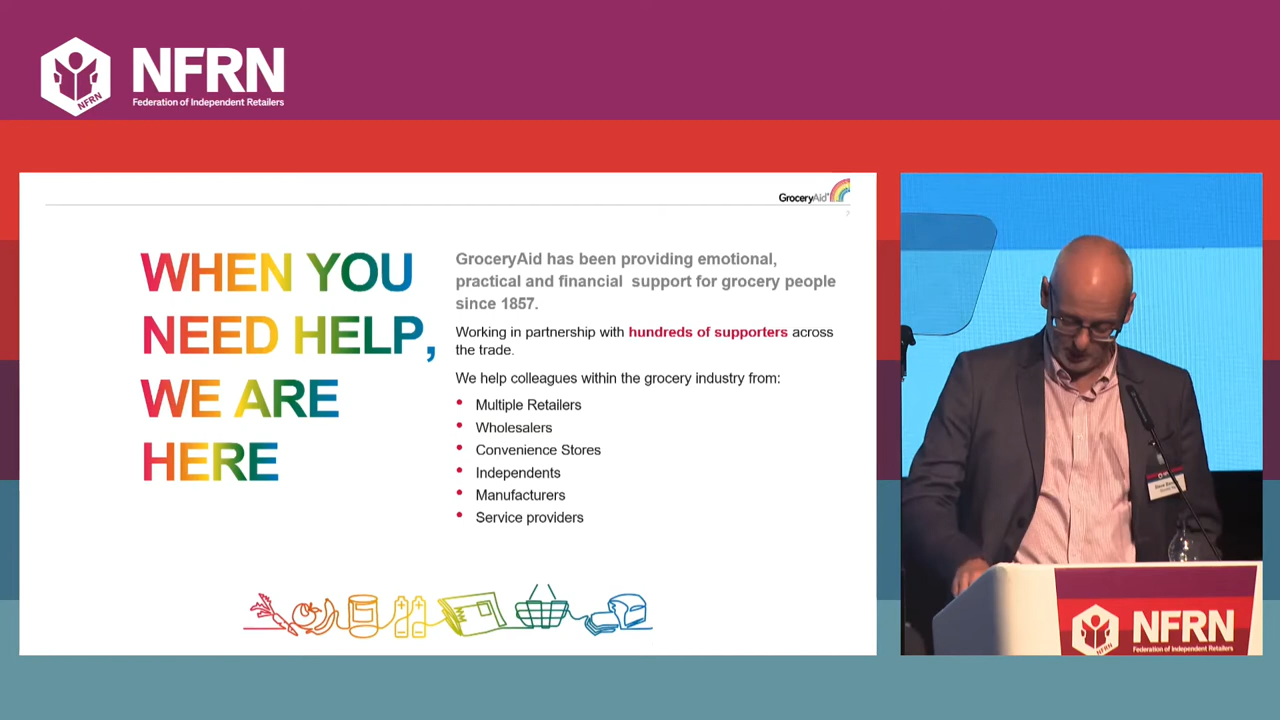 NFRN
Federation of Independent Retailers
NFRN
GroceryAid
7
WHEN YOU
NEED HELP,
WE ARE
HERE
GroceryAid has been providing emotional,
practical and financial support for grocery people
since 1857.
Working in partnership with hundreds of supporters across
the trade.
We help colleagues within the grocery industry from:
• Multiple Retailers
• Wholesalers
• Convenience Stores
• Independents
• Manufacturers
• Service providers
NFRN
Federation of Independent Retailers
NFRN